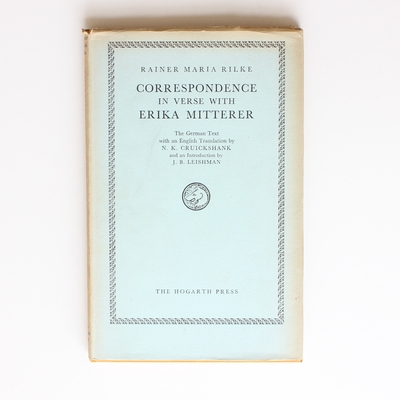 RAINER MARIA RILKE
CORRESPONDENCE
IN VERSE WITH
ERIKA MITTERER
The German Text
with an English Translation by
N. K. CRUICKSHANK
and an Introduction by
J. B. LEISHMAN
THE HOGARTH PRESS